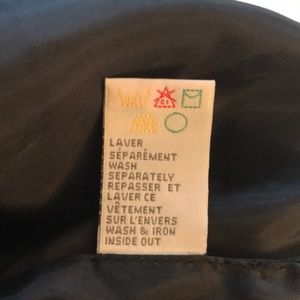 LAVER
SÉPARÉMENT
WASH
SEPARATELY
REPASSER ET
LAVER CE
VÊTEMENT
SUR L'ENVERS
WASH & IRON
INSIDE OUT